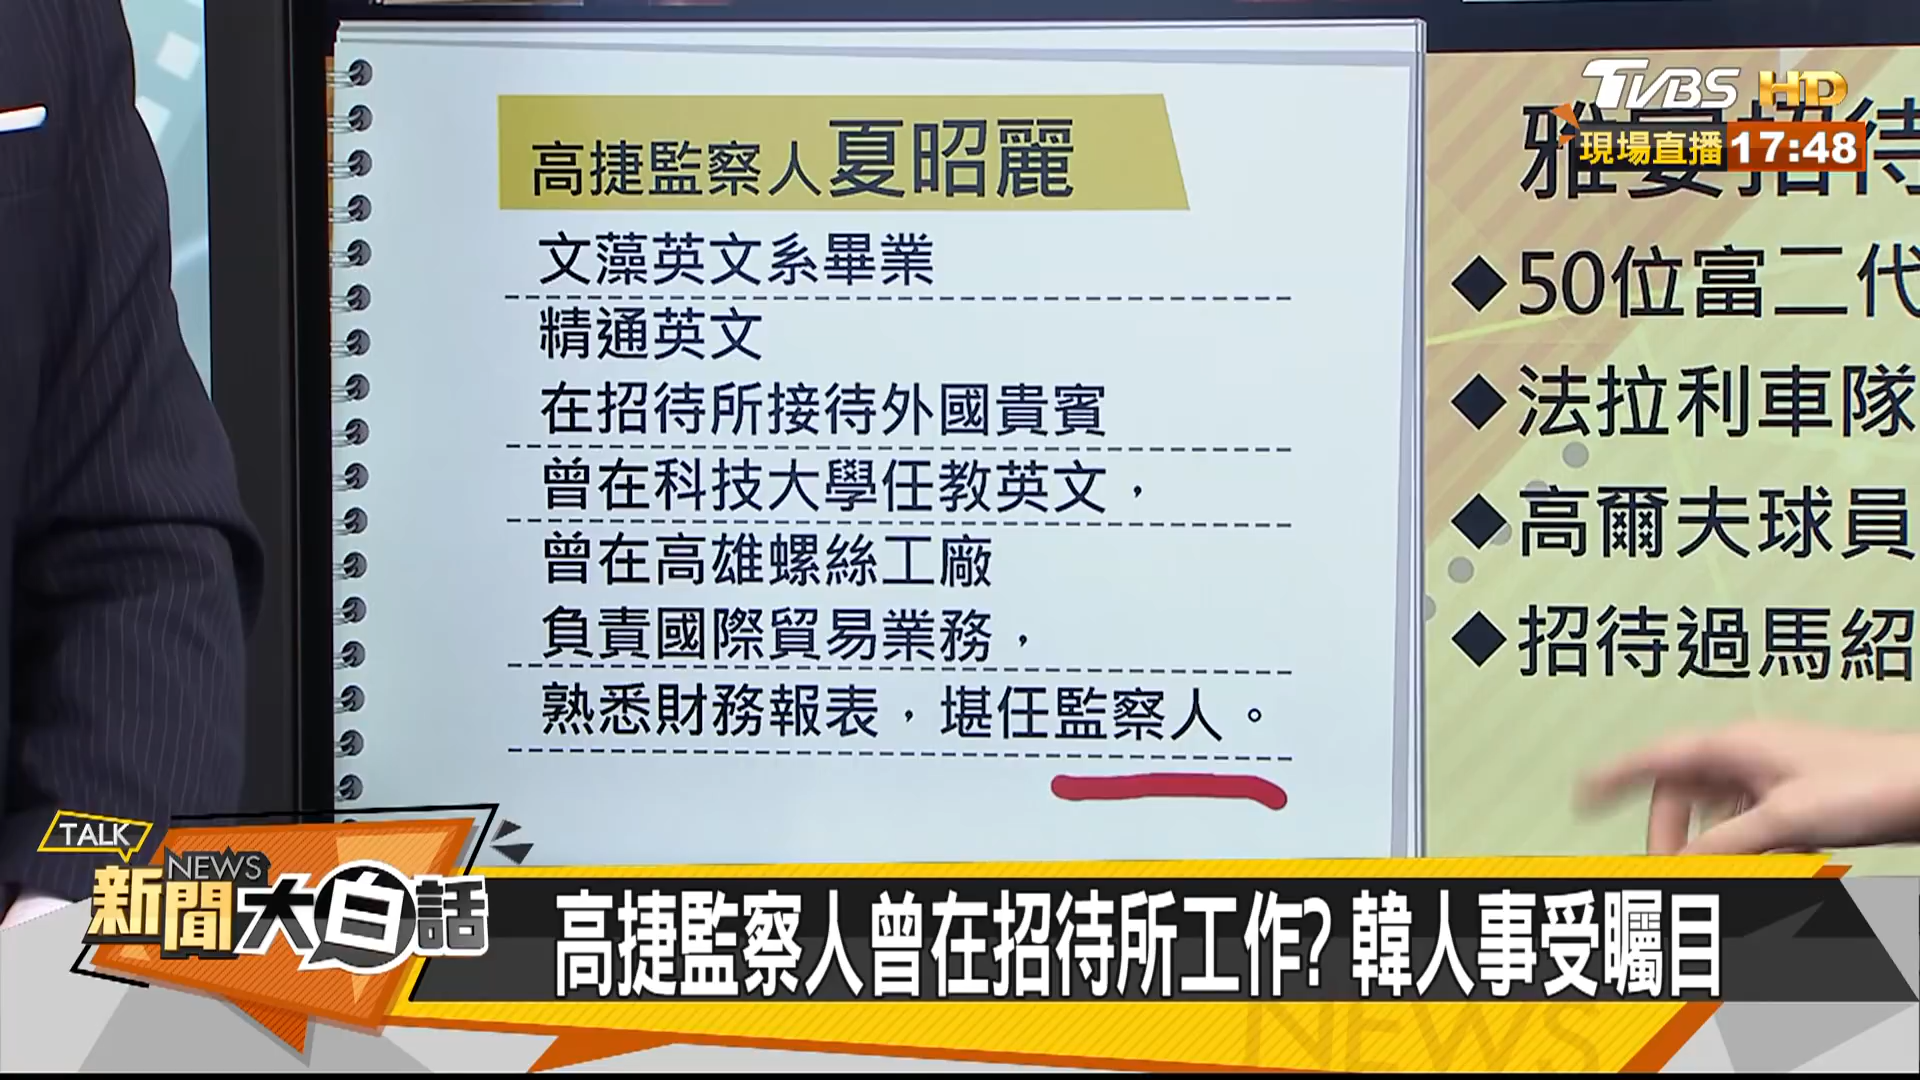 高捷監察人夏昭麗
文藻英文系畢業
精通英文
在招待所接待外國貴賓
曾在科技大學任教英文，
曾在高雄螺絲工廠
負責國際貿易業務，
熟悉財務報表，堪任監察人。
TVBS HD
現場直播 17:48
雅宴招待
◆50位富二代
◆法拉利車隊
◆高爾夫球員
◆招待過馬紹
TALK
NEWS
新聞大白話
高捷監察人曾在招待所工作? 韓人事受矚目
NEWS